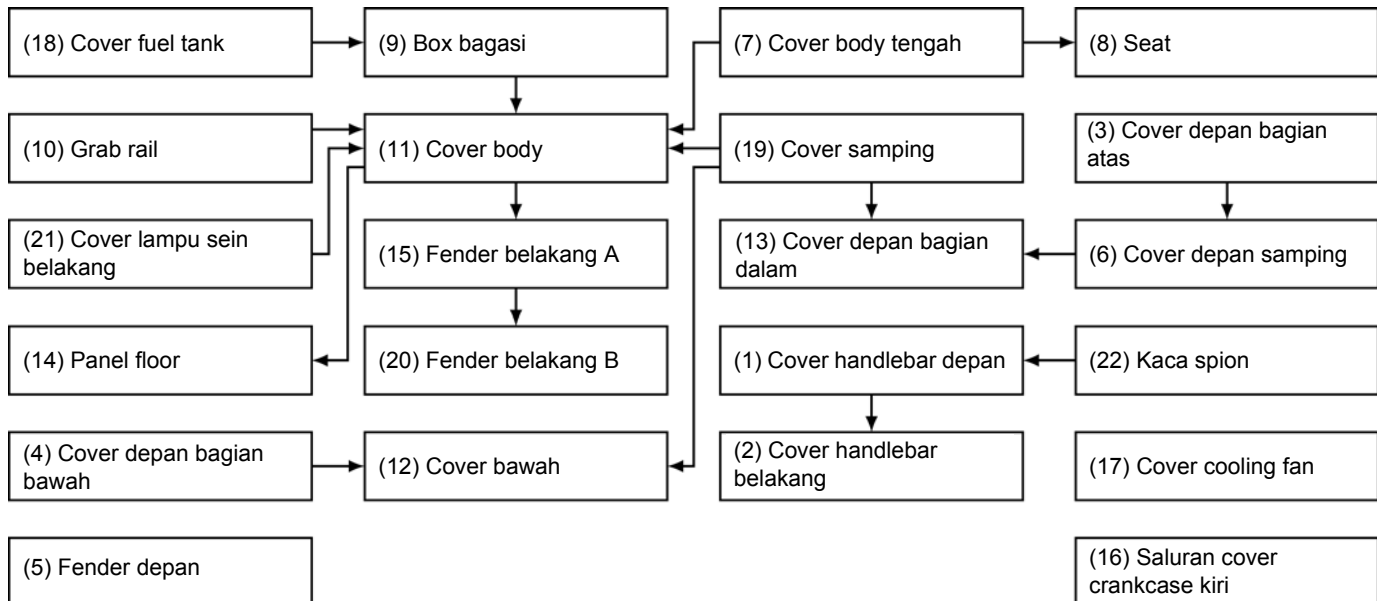 (18) Cover fuel tank
(9) Box bagasi
(7) Cover body tengah
(8) Seat
(10) Grab rail
(11) Cover body
(19) Cover samping
(3) Cover depan bagian
atas
(21) Cover lampu sein
belakang
(15) Fender belakang A
(13) Cover depan bagian
dalam
(6) Cover depan samping
(14) Panel floor
(20) Fender belakang B
(1) Cover handlebar depan
(22) Kaca spion
(4) Cover depan bagian
bawah
(12) Cover bawah
(2) Cover handlebar
belakang
(17) Cover cooling fan
(5) Fender depan
(16) Saluran cover
crankcase kiri